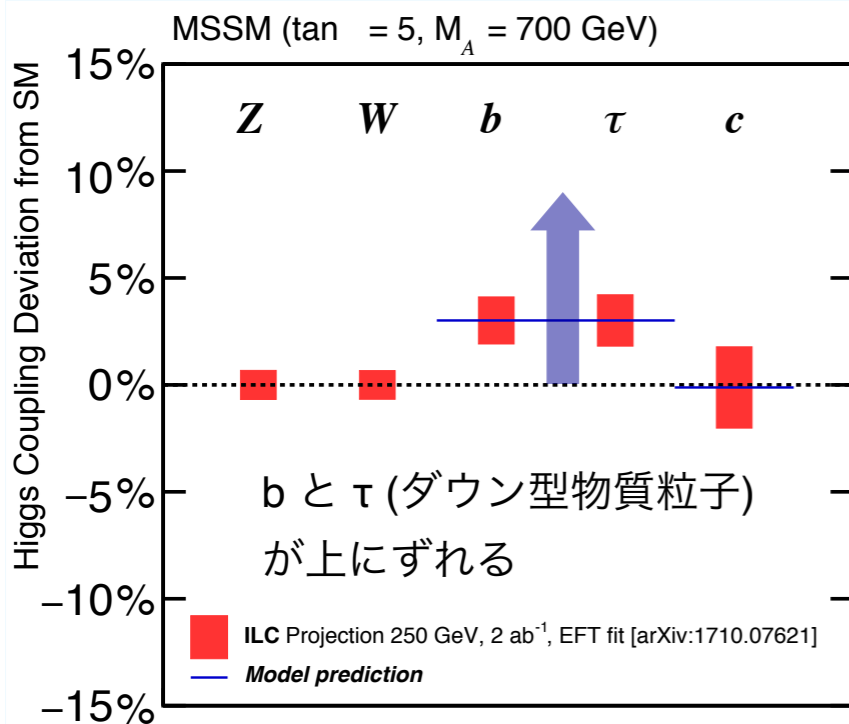 MSSM (tan = 5, M_A = 700 GeV)
Higgs Coupling Deviation from SM
15%
Z W b τ c
10%
5%
0%
−5%
b と τ (ダウン型物質粒子)
が上にずれる
−10%
ILC Projection 250 GeV, 2 ab⁻¹, EFT fit [arXiv:1710.07621]
Model prediction
−15%